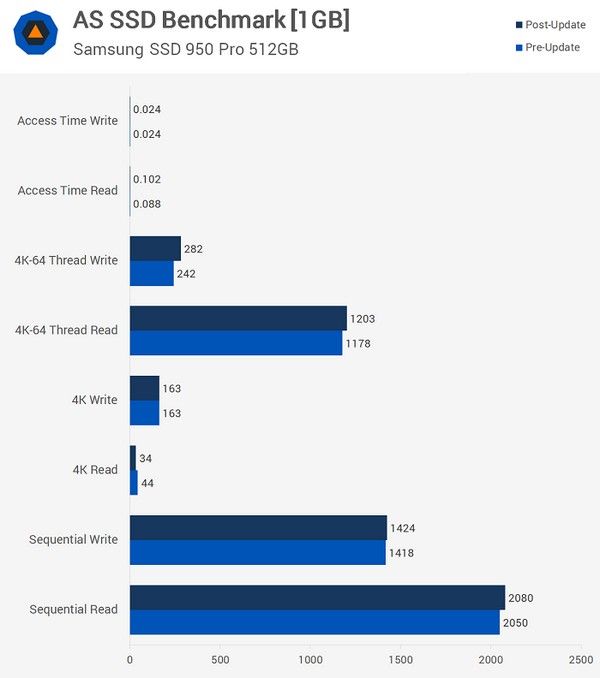 AS SSD Benchmark [1GB]
Samsung SSD 950 Pro 512GB
Post-Update
Pre-Update
Access Time Write
0.024
0.024
Access Time Read
0.102
0.088
4K-64 Thread Write
282
242
4K-64 Thread Read
1203
1178
4K Write
163
163
4K Read
34
44
Sequential Write
1424
1418
Sequential Read
2080
2050
0 500 1000 1500 2000 2500